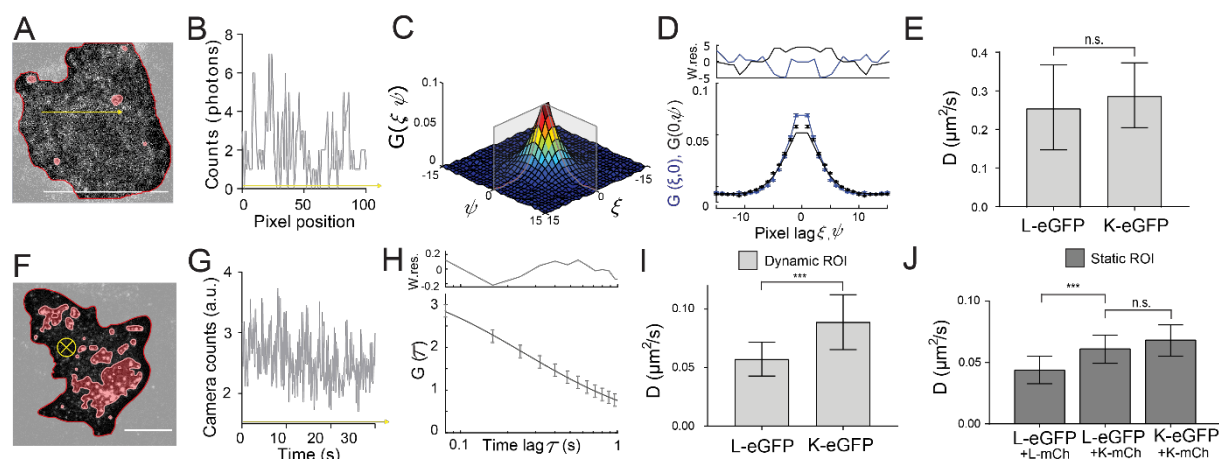 A
B
Counts (photons)
8
6
4
2
0
0
50
100
Pixel position
C
G(ξ ψ)
0.1
0.05
0
-15
-15
0
0
ψ
ξ
15
15
D
W.res.
5
0
-5
G (ξ,0), G(0,ψ)
0.1
0.05
0
-10
0
10
Pixel lag ξ,ψ
E
n.s.
D (µm²/s)
0.4
0.3
0.2
0.1
0.0
L-eGFP
K-eGFP
F
G
Camera counts (a.u.)
4
3
2
0
10
20
30
Time (s)
H
W.res.
0.2
0
-0.2
G (τ)
3
2
1
0
0.1
1
Time lag τ (s)
I
Dynamic ROI
***
D (µm²/s)
0.15
0.10
0.05
0.00
L-eGFP
K-eGFP
J
Static ROI
***
n.s.
D (µm²/s)
0.10
0.05
0.00
L-eGFP
+L-mCh
L-eGFP
+K-mCh
K-eGFP
+K-mCh